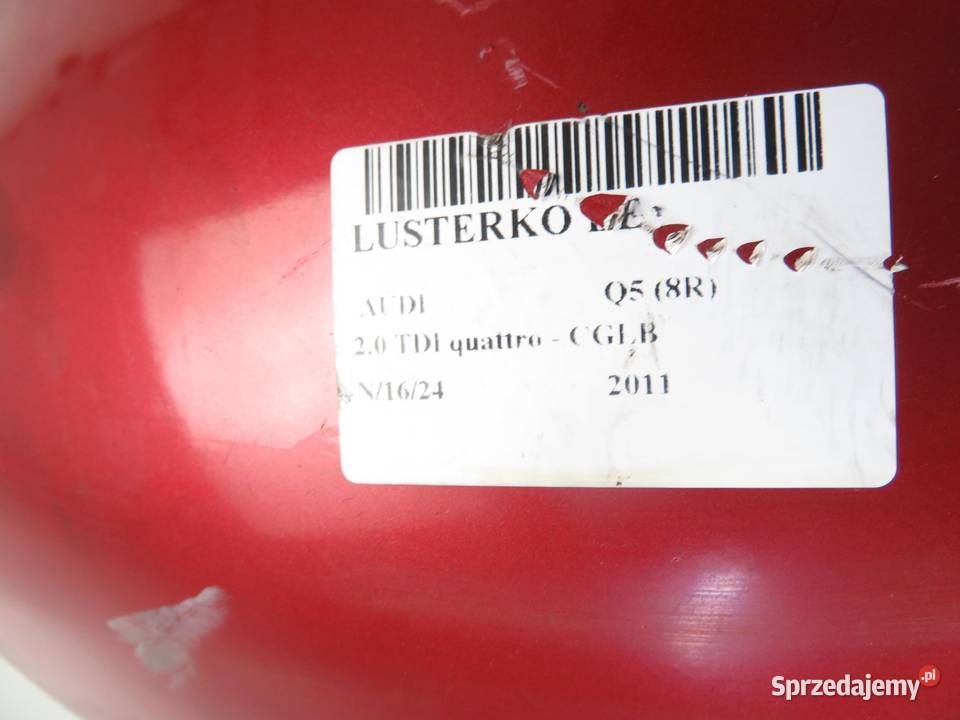 LUSTERKO
AUDI Q5 (8R)
2.0 TDI quattro - CGLB
N/16/24 2011
Sprzedajemy.pl